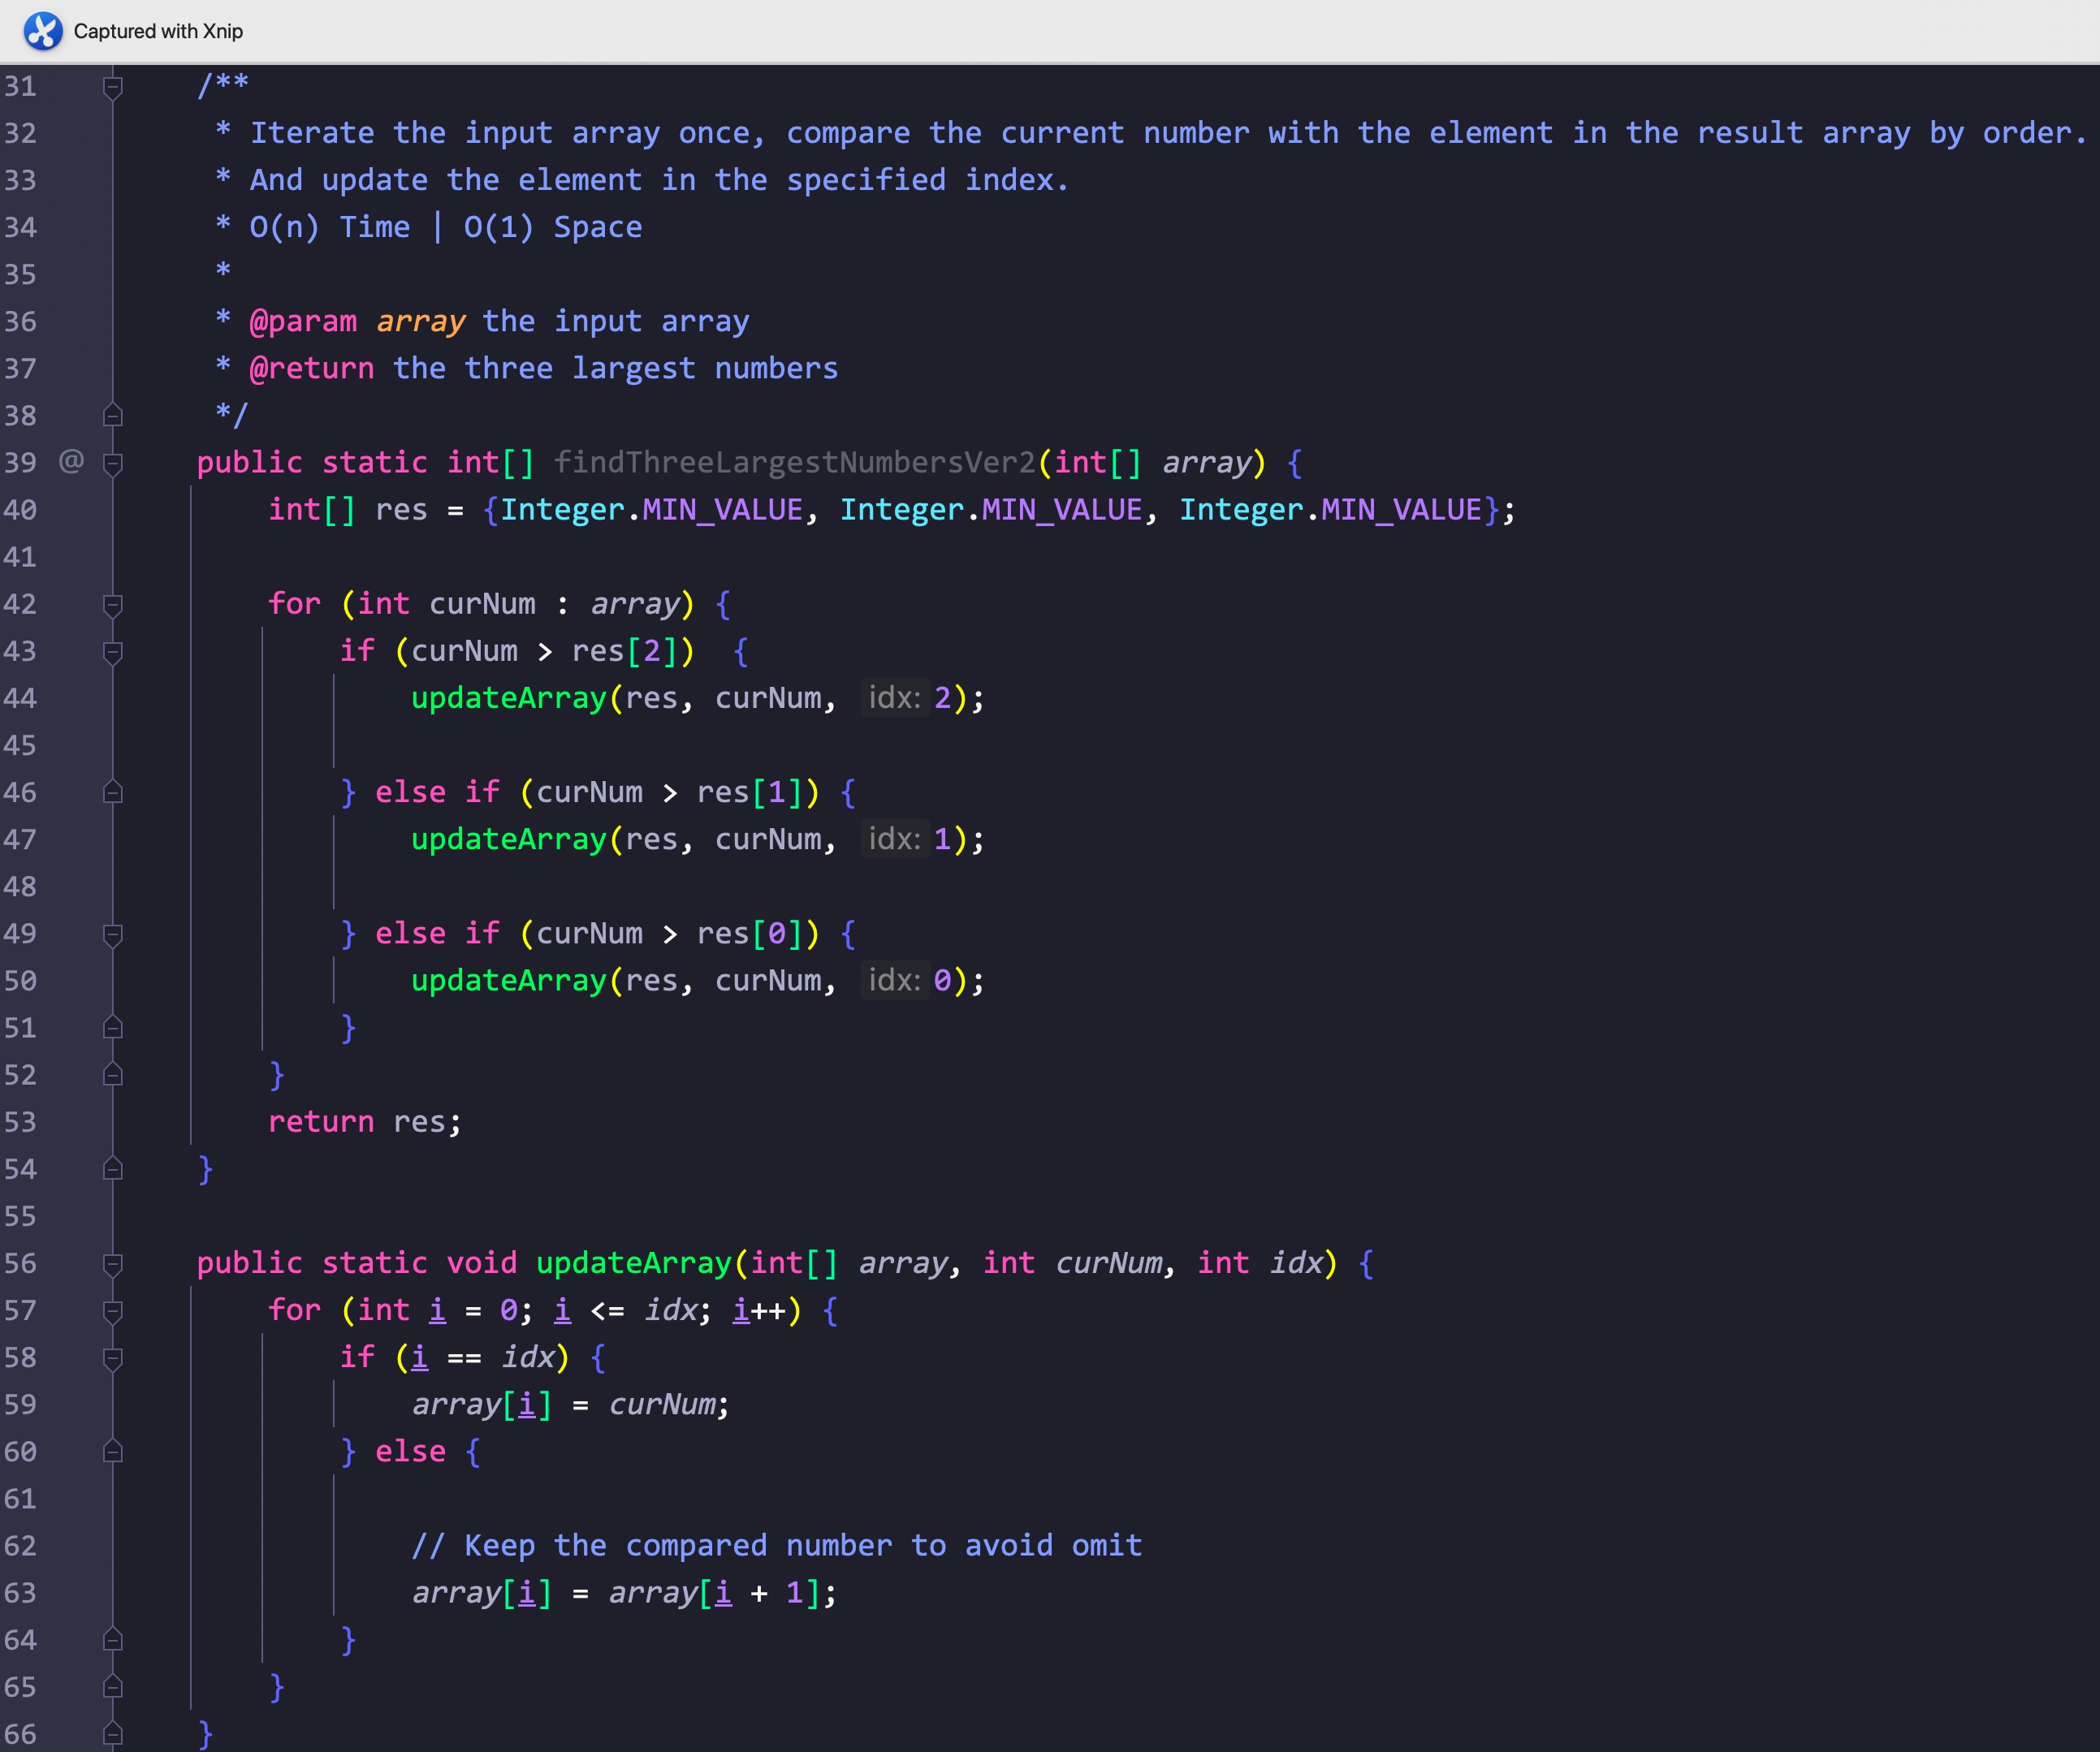 Captured with Xnip
31 /**
32 * Iterate the input array once, compare the current number with the element in the result array by order.
33 * And update the element in the specified index.
34 * O(n) Time | O(1) Space
35 *
36 * @param array the input array
37 * @return the three largest numbers
38 */
39 @ public static int[] findThreeLargestNumbersVer2(int[] array) {
40 int[] res = {Integer.MIN_VALUE, Integer.MIN_VALUE, Integer.MIN_VALUE};
41
42 for (int curNum : array) {
43 if (curNum > res[2])  {
44 updateArray(res, curNum, idx: 2);
45
46 } else if (curNum > res[1]) {
47 updateArray(res, curNum, idx: 1);
48
49 } else if (curNum > res[0]) {
50 updateArray(res, curNum, idx: 0);
51 }
52 }
53 return res;
54 }
55
56 public static void updateArray(int[] array, int curNum, int idx) {
57 for (int i = 0; i <= idx; i++) {
58 if (i == idx) {
59 array[i] = curNum;
60 } else {
61
62 // Keep the compared number to avoid omit
63 array[i] = array[i + 1];
64 }
65 }
66 }